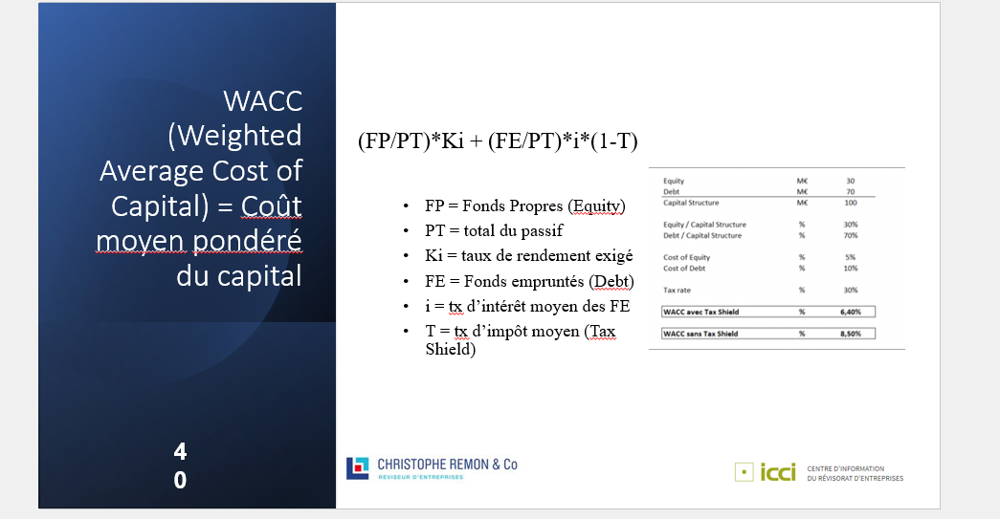 WACC
(Weighted
Average Cost of
Capital) = Coût
moyen pondéré
du capital
4
0
(FP/PT)*Ki + (FE/PT)*i*(1-T)
• FP = Fonds Propres (Equity)
• PT = total du passif
• Ki = taux de rendement exigé
• FE = Fonds empruntés (Debt)
• i = tx d’intérêt moyen des FE
• T = tx d’impôt moyen (Tax
Shield)
Equity M€ 30
Debt M€ 70
Capital Structure M€ 100
Equity / Capital Structure % 30%
Debt / Capital Structure % 70%
Cost of Equity % 5%
Cost of Debt % 10%
Tax rate % 30%
WACC avec Tax Shield % 6,40%
WACC sans Tax Shield % 8,50%
CHRISTOPHE REMON & Co
REVISEUR D'ENTREPRISES
icci
CENTRE D'INFORMATION
DU RÉVISORAT D'ENTREPRISES